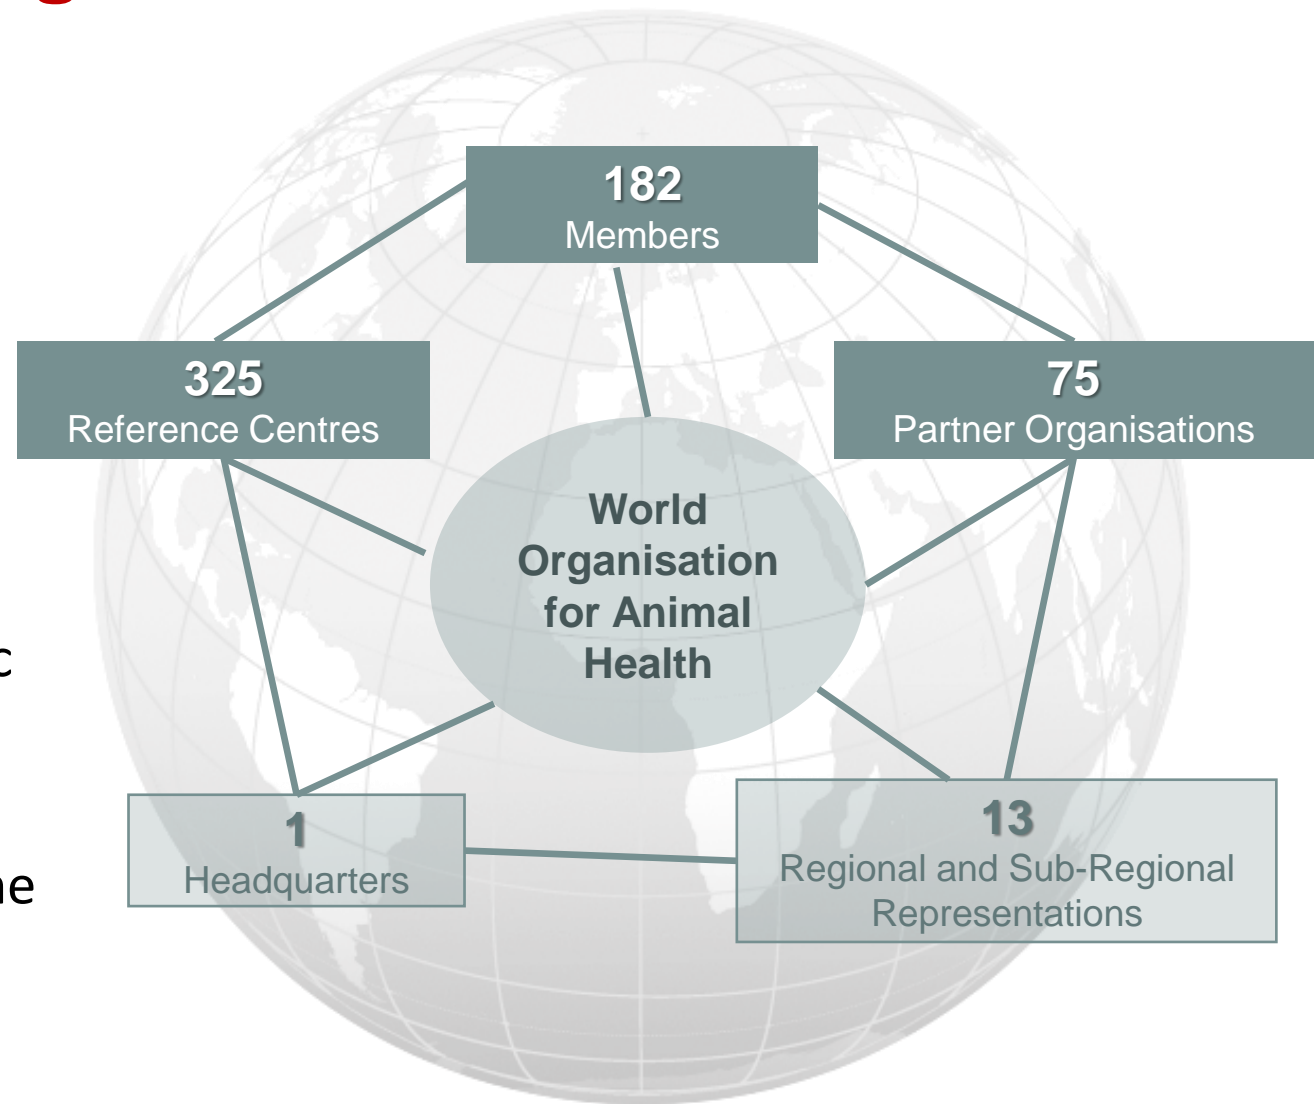 g
182
Members
325
Reference Centres
75
Partner Organisations
World
Organisation
for Animal
Health
c
1
Headquarters
13
Regional and Sub-Regional
Representations